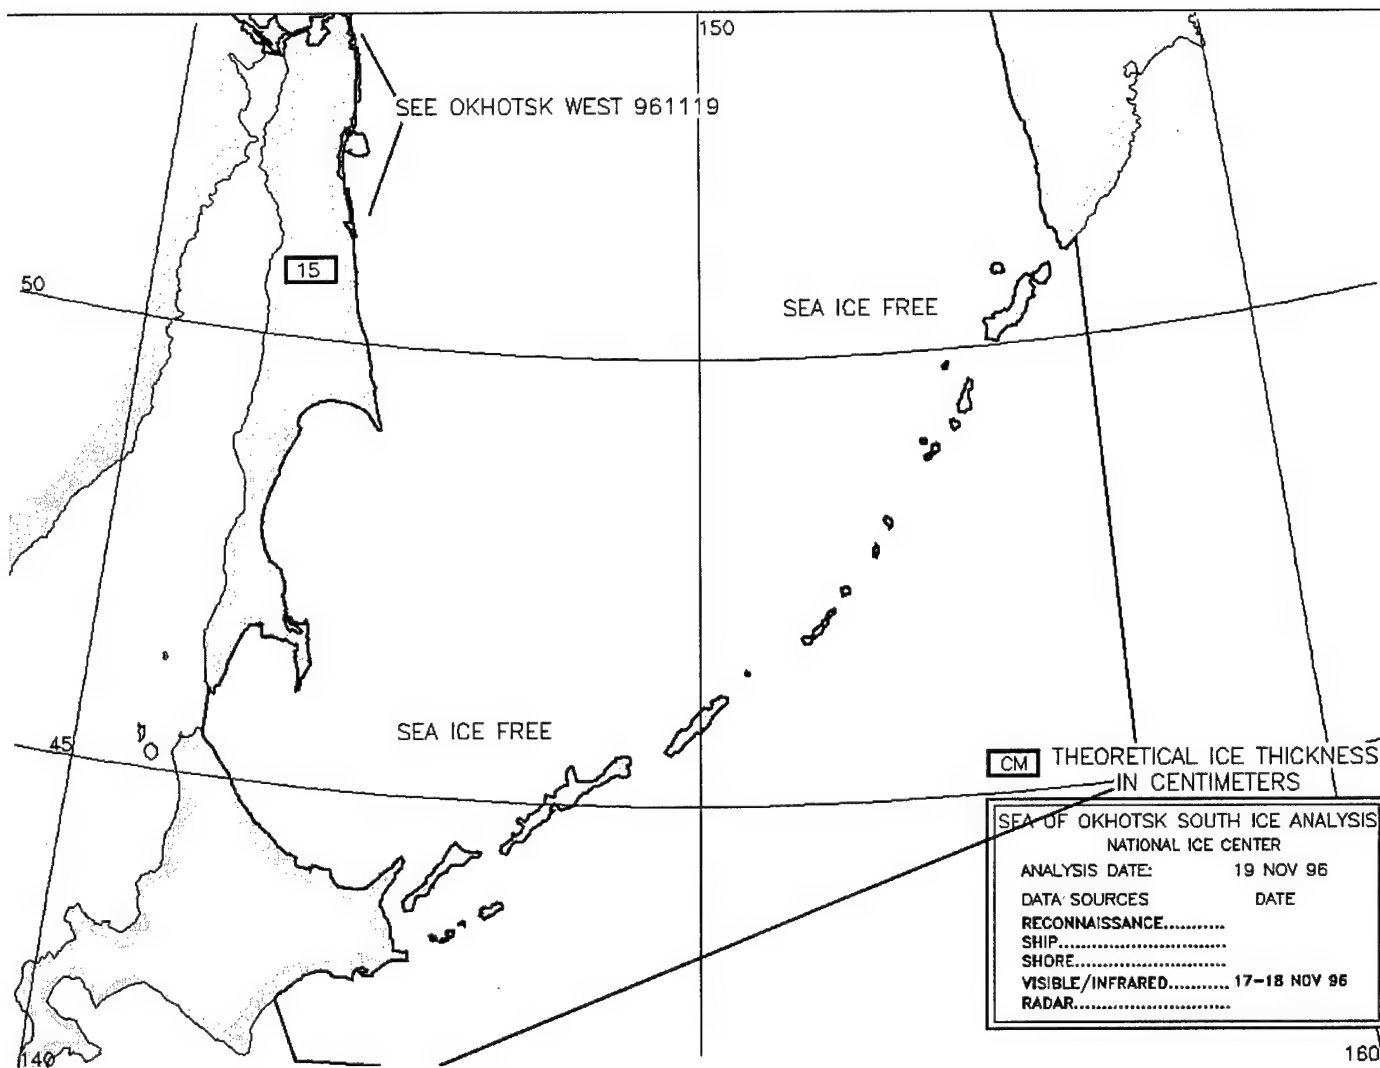 150
SEE OKHOTSK WEST 961119
15
50
SEA ICE FREE
SEA ICE FREE
45
CM THEORETICAL ICE THICKNESS
IN CENTIMETERS
SEA OF OKHOTSK SOUTH ICE ANALYSIS
NATIONAL ICE CENTER
ANALYSIS DATE: 19 NOV 96
DATA SOURCES DATE
RECONNAISSANCE...........
SHIP..............................
SHORE...........................
VISIBLE/INFRARED........... 17-18 NOV 96
RADAR............................
140
160